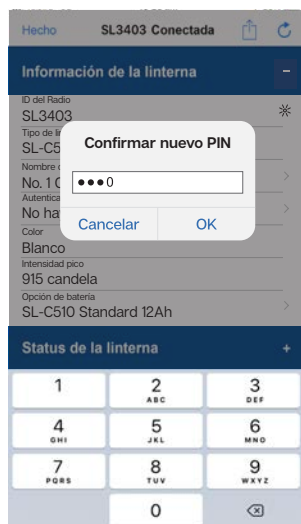 Hecho SL3403 Conectada
Información de la linterna -
ID del Radio
SL3403
Tipo de
SL-C5
Confirmar nuevo PIN
Nombre
No. 1
●●●0
Autentica
No ha
Cancelar OK
Color
Blanco
Intensidad pico
915 candela
Opción de batería
SL-C510 Standard 12Ah
Status de la linterna +
1 2 3
ABC DEF
4 5 6
GHI JKL MNO
7 8 9
PQRS TUV WXYZ
0